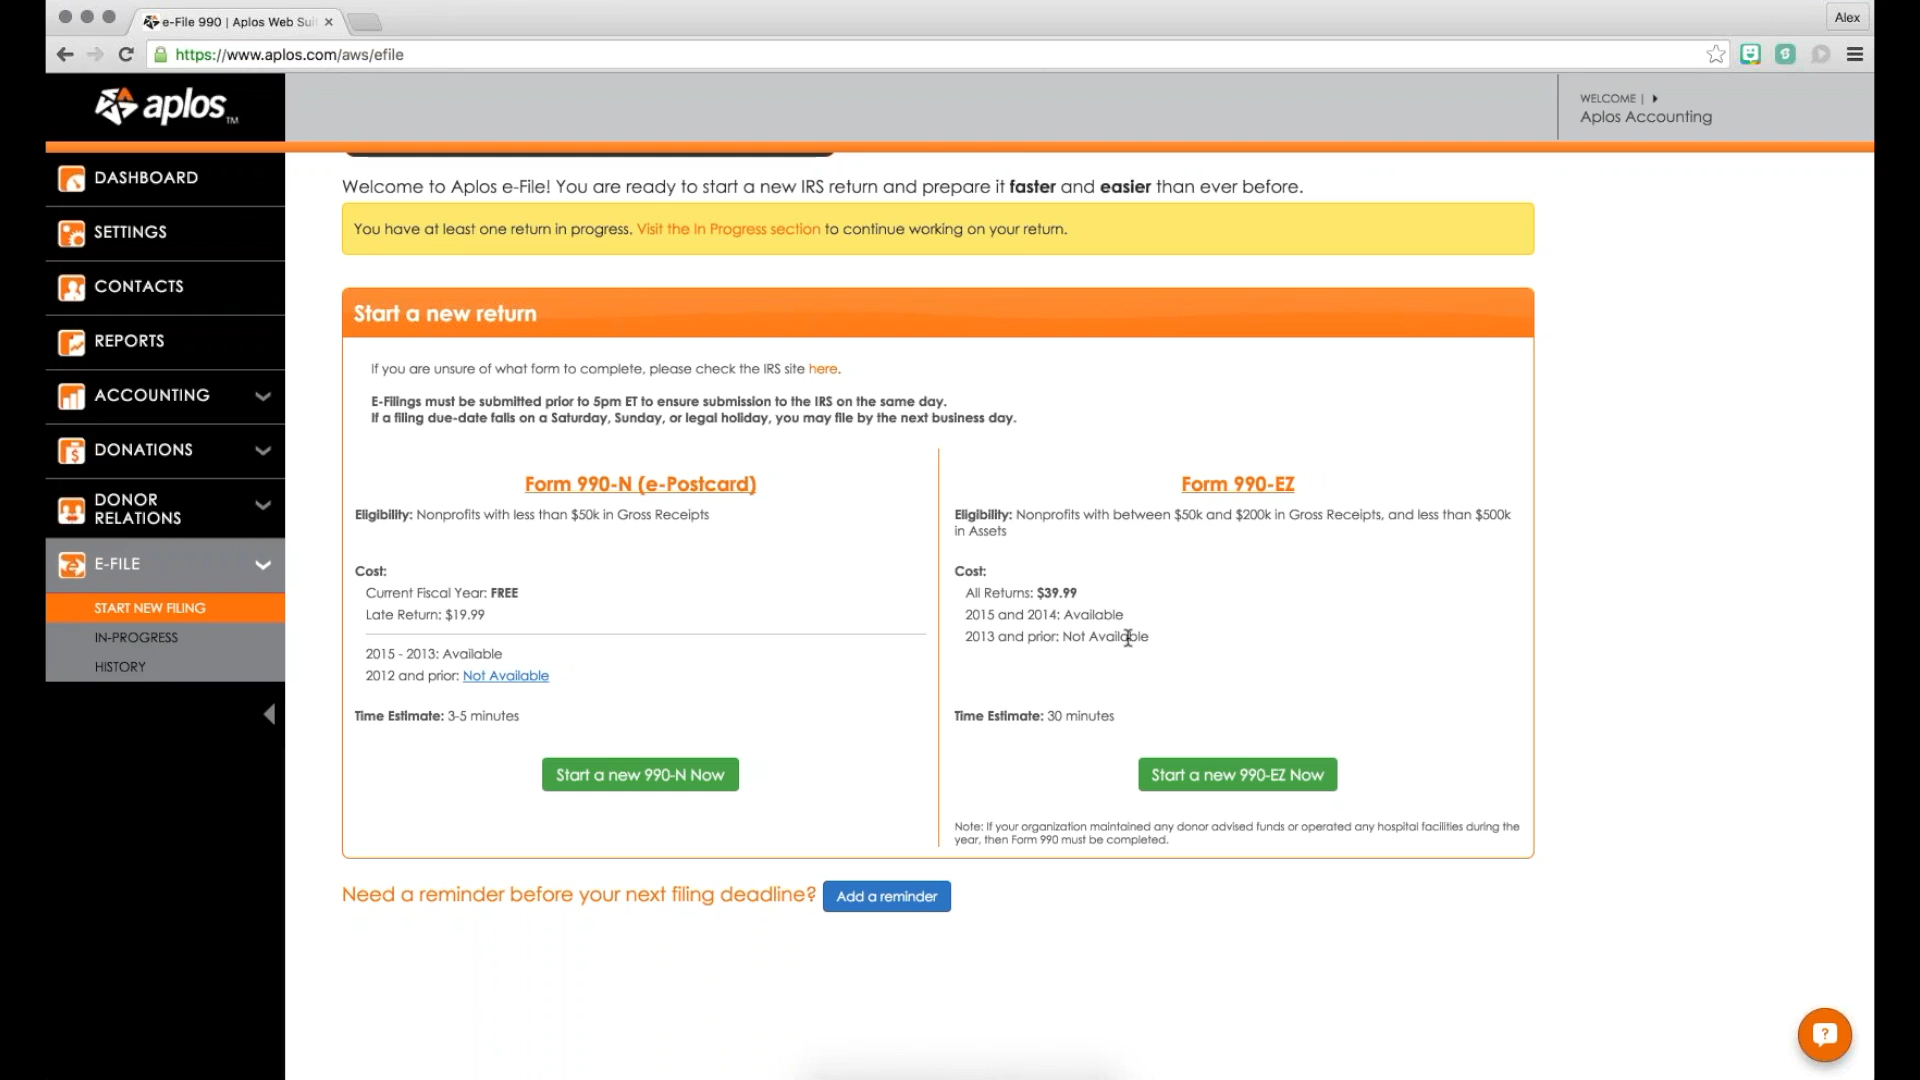 e-File 990 | Aplos Web Sui
Alex
https://www.aplos.com/aws/efile
aplos TM
WELCOME |
Aplos Accounting
DASHBOARD
SETTINGS
CONTACTS
REPORTS
ACCOUNTING
DONATIONS
DONOR
RELATIONS
E-FILE
START NEW FILING
IN-PROGRESS
HISTORY
Welcome to Aplos e-File! You are ready to start a new IRS return and prepare it faster and easier than ever before.
You have at least one return in progress. Visit the In Progress section to continue working on your return.
Start a new return
If you are unsure of what form to complete, please check the IRS site here.
E-Filings must be submitted prior to 5pm ET to ensure submission to the IRS on the same day.
If a filing due-date falls on a Saturday, Sunday, or legal holiday, you may file by the next business day.
Form 990-N (e-Postcard)
Eligibility: Nonprofits with less than $50k in Gross Receipts
Cost:
Current Fiscal Year: FREE
Late Return: $19.99
2015 - 2013: Available
2012 and prior: Not Available
Time Estimate: 3-5 minutes
Start a new 990-N Now
Form 990-EZ
Eligibility: Nonprofits with between $50k and $200k in Gross Receipts, and less than $500k
in Assets
Cost:
All Returns: $39.99
2015 and 2014: Available
2013 and prior: Not Available
Time Estimate: 30 minutes
Start a new 990-EZ Now
Note: If your organization maintained any donor advised funds or operated any hospital facilities during the
year, then Form 990 must be completed.
Need a reminder before your next filing deadline?
Add a reminder